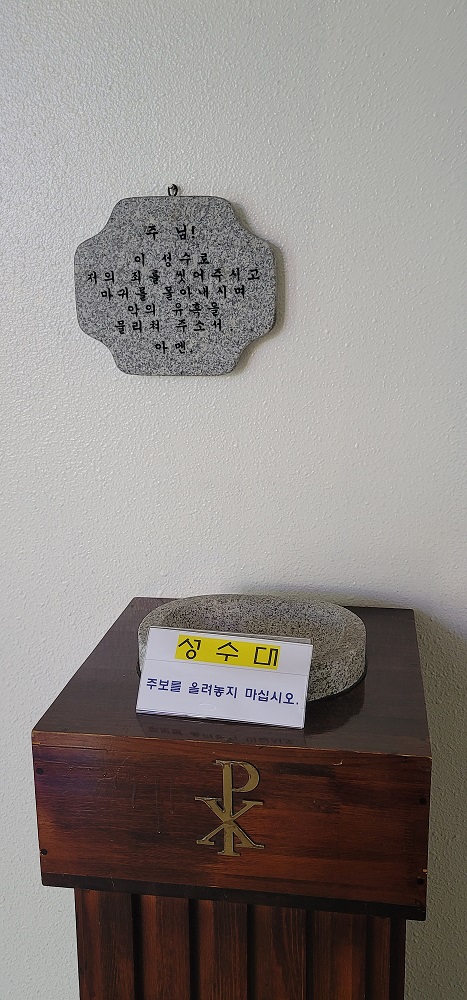 주 님!
이 성수로
저의 죄를 씻어주시고
마귀를 몰아내시며
악의 유혹을
물리쳐 주소서
아멘.
성수대
주보를 올려놓지 마십시오.